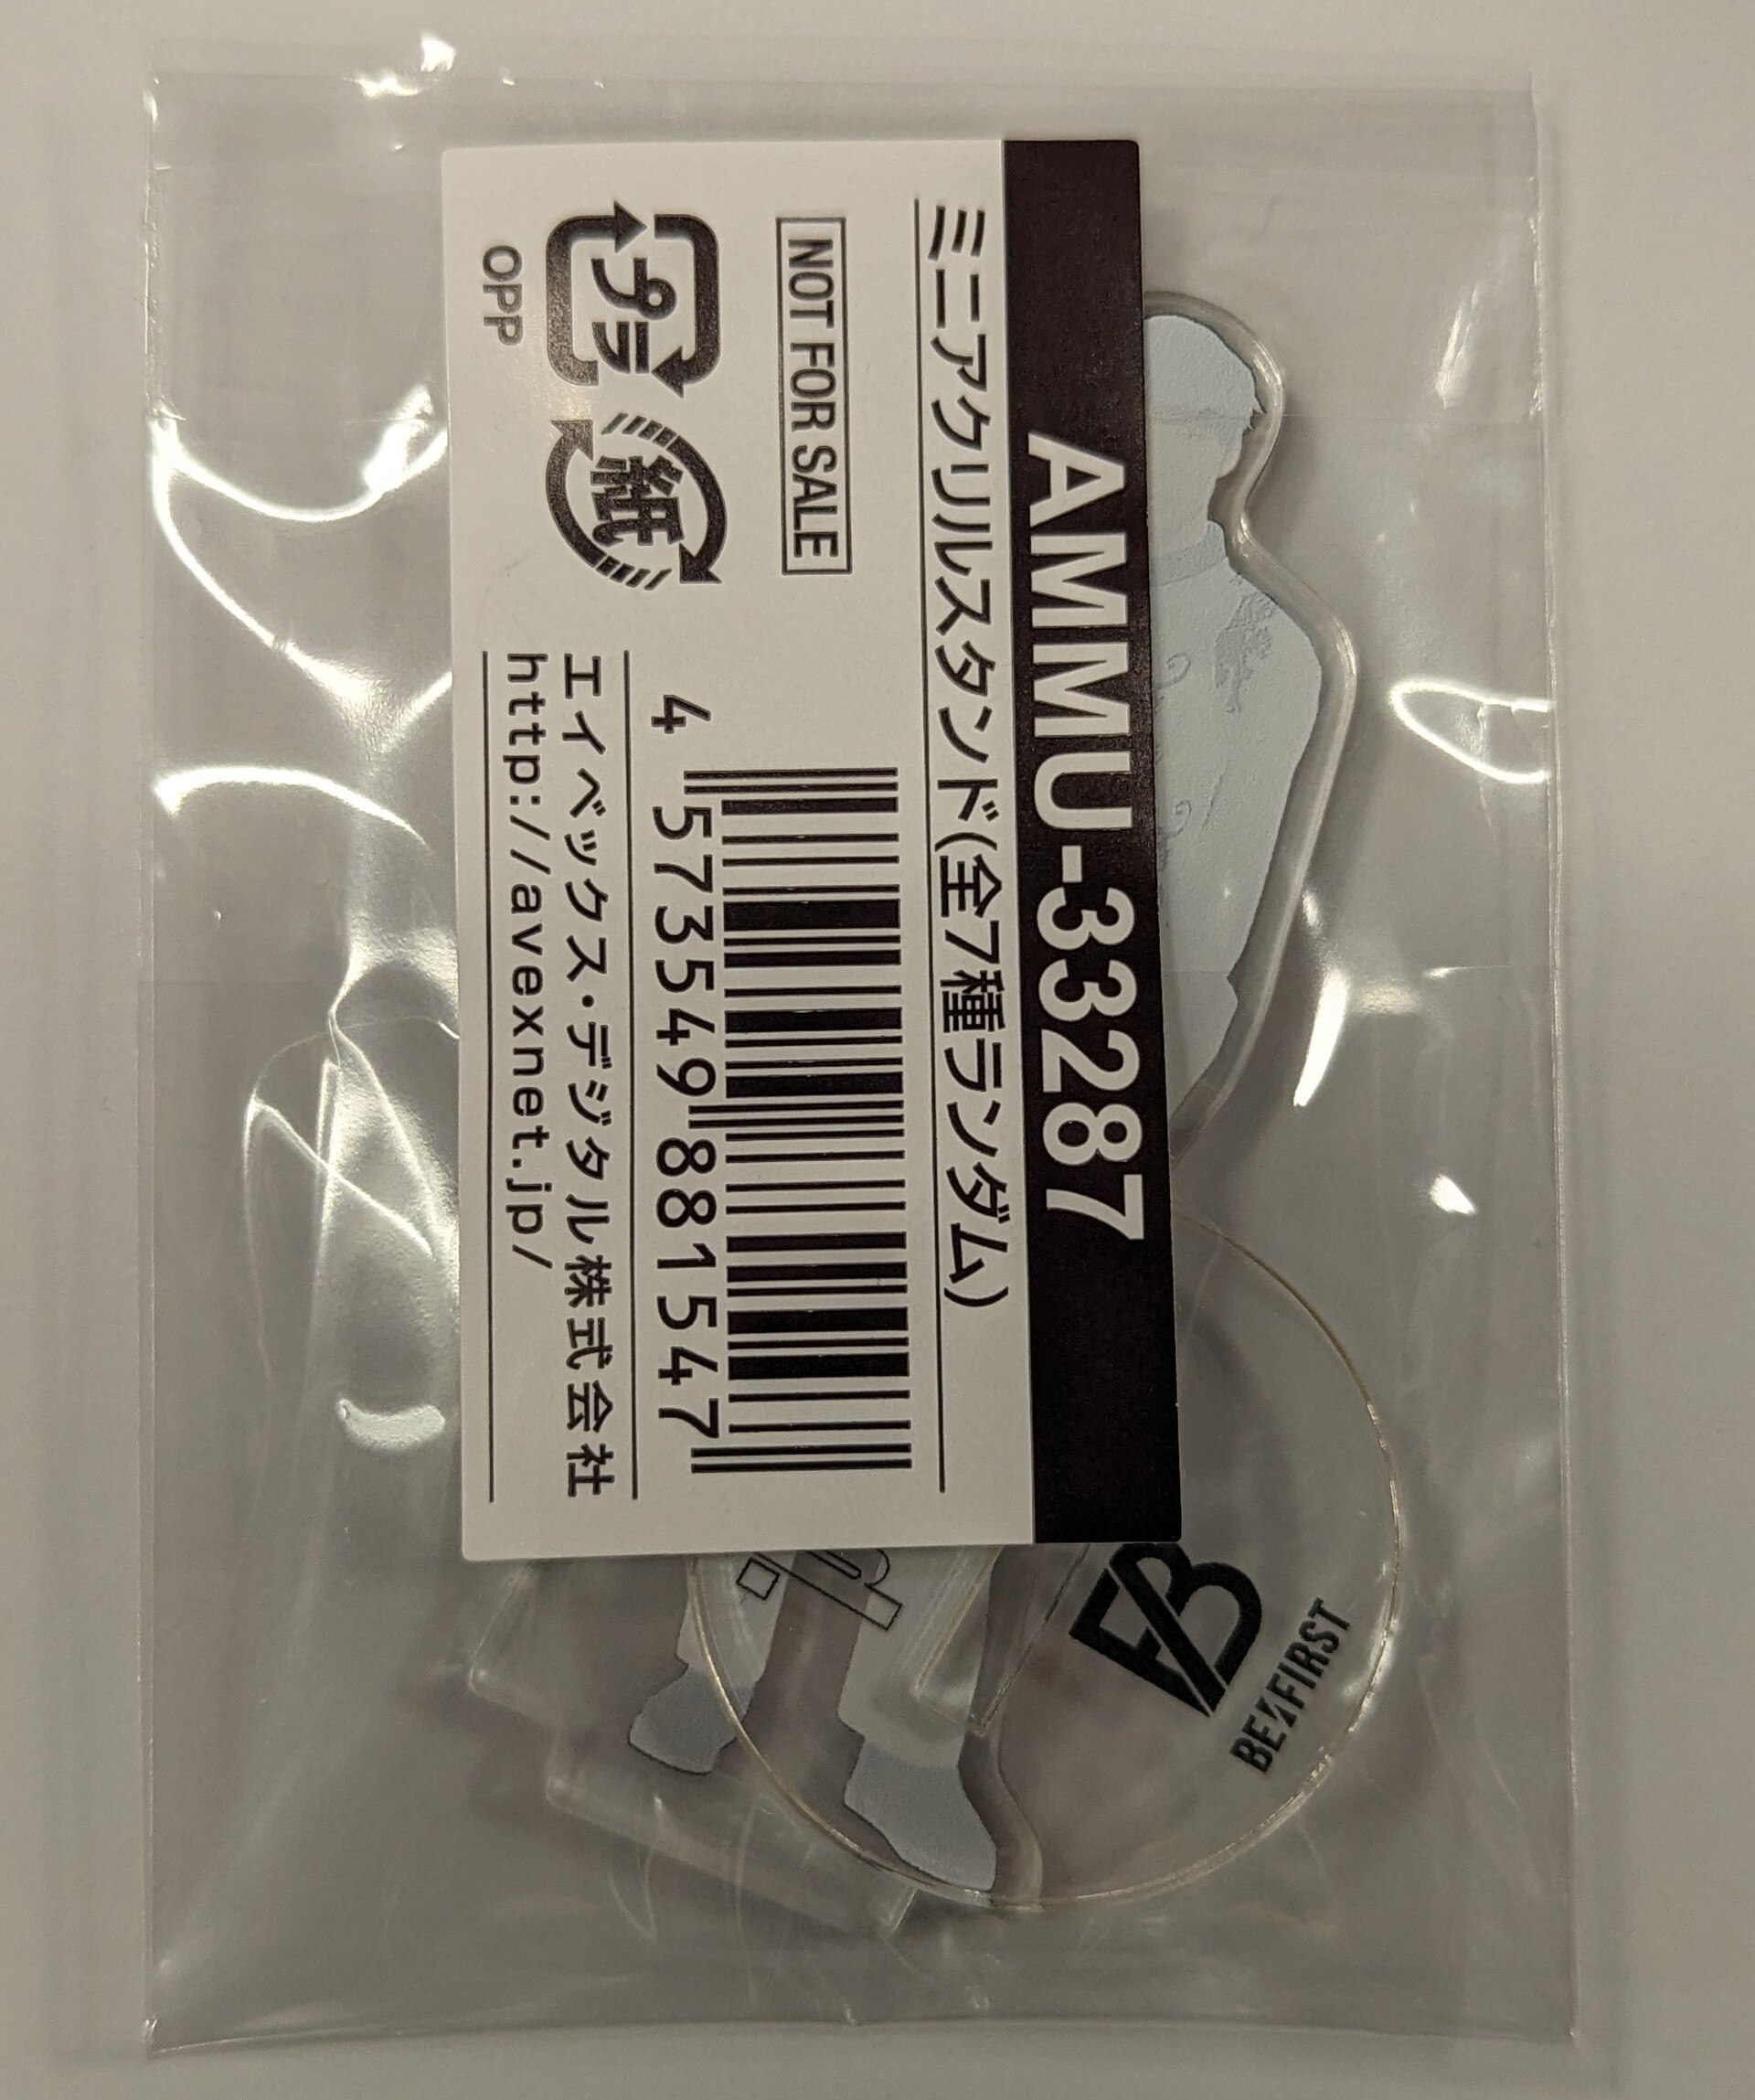 AMMU-33287
ミニアクリルスタンド(全7種ランダム)
NOT FOR SALE
4 573549 881547
プラ
紙
OPP
エイベックス・デジタル株式会社
http://avexnet.jp/
B
BE:FIRST